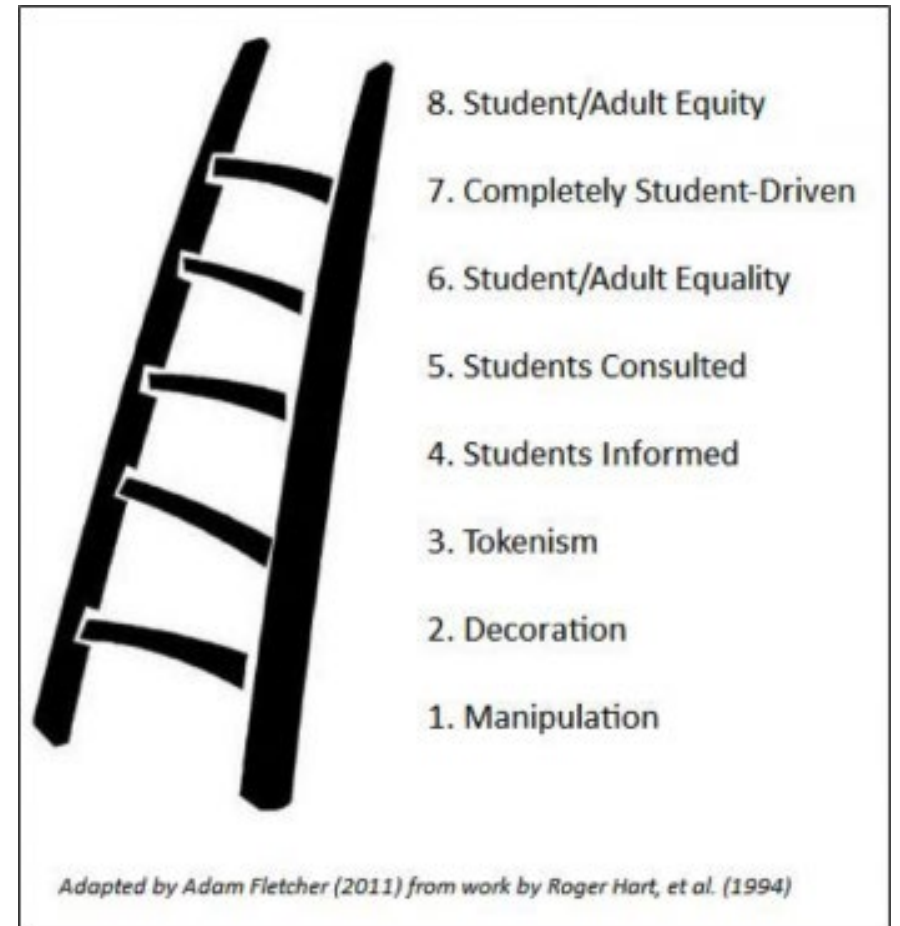 8. Student/Adult Equity
7. Completely Student-Driven
6. Student/Adult Equality
5. Students Consulted
4. Students Informed
3. Tokenism
2. Decoration
1. Manipulation
Adapted by Adam Fletcher (2011) from work by Roger Hart, et al. (1994)